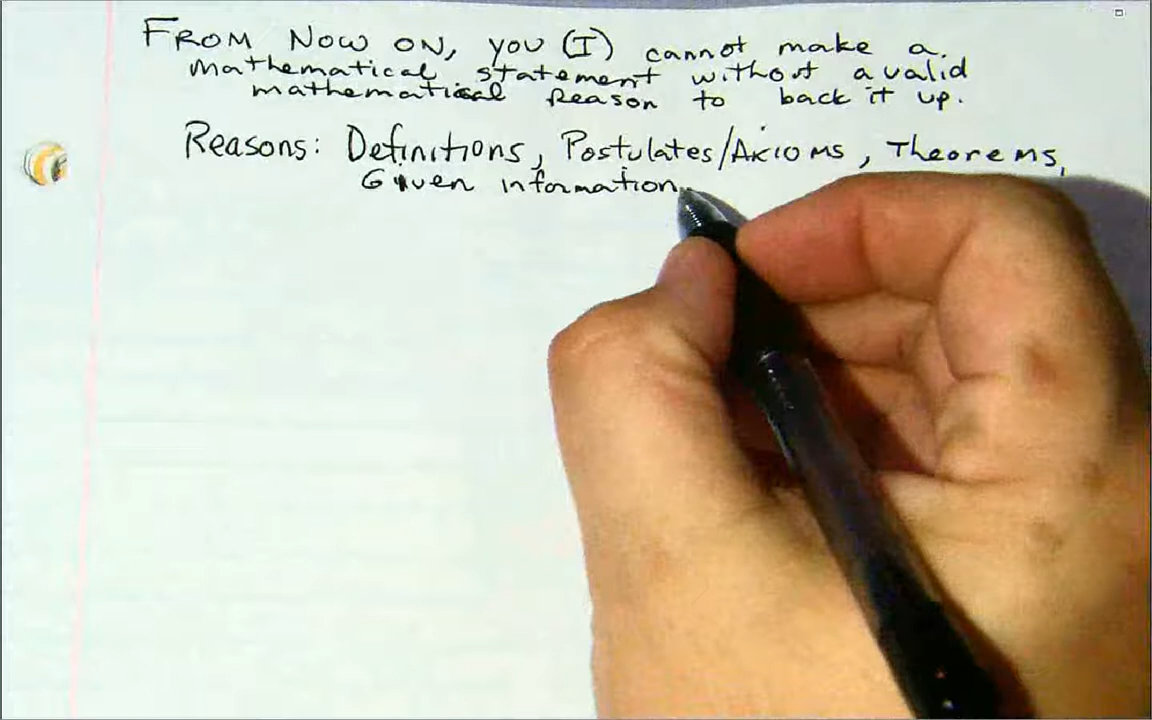 FROM NOW ON, you (I) cannot make a
mathematical statement without a valid
mathematical reason to back it up.
Reasons: Definitions, Postulates/Axioms, Theorems,
Given information